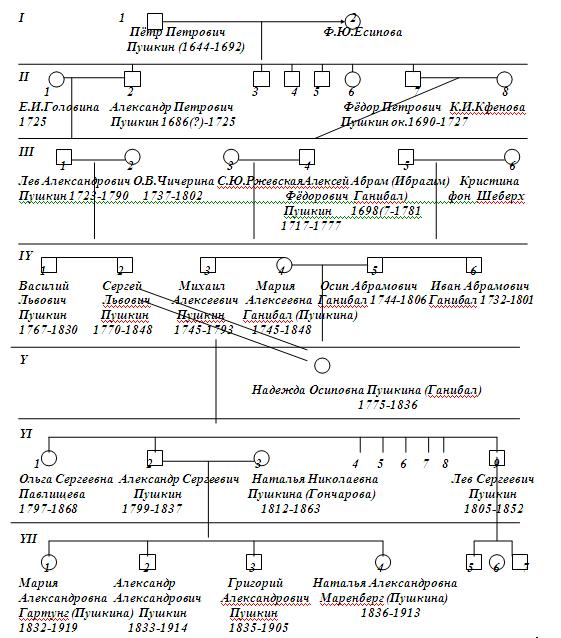 I 1 2
Пётр Петрович Ф.Ю.Есипова
Пушкин (1644-1692)
II 1 2 3 4 5 6 7 8
Е.И.Головина Александр Петрович Фёдор Петрович К.И.Кфенова
1725 Пушкин 1686(?)-1725 Пушкин ок.1690-1727
III 1 2 3 4 5 6
Лев Александрович О.В.Чичерина С.Ю.Ржевская Алексей Абрам (Ибрагим) Кристина
Пушкин 1723-1790 1737-1802 Фёдорович Ганибал) фон Шеберх
Пушкин 1698(7-1781
1717-1777
IY 1 2 3 4 5 6
Василий Сергей Михаил Мария Осип Абрамович Иван Абрамович
Львович Львович Алексеевич Алексеевна Ганибал 1744-1806 Ганибал 1732-1801
Пушкин Пушкин Пушкин Ганибал (Пушкина)
1767-1830 1770-1848 1745-1793 1745-1848
Y
Надежда Осиповна Пушкина (Ганибал)
1775-1836
YI 1 2 3 4 5 6 7 8 9
Ольга Сергеевна Александр Сергеевич Наталья Николаевна Лев Сергеевич
Павлищева Пушкин Пушкина (Гончарова) Пушкин
1797-1868 1799-1837 1812-1863 1805-1852
YII 1 2 3 4 5 6 7
Мария Александр Григорий Наталья Александровна
Александровна Александрович Александрович Маренберг (Пушкина)
Гартунг (Пушкина) Пушкин Пушкин 1836-1913
1832-1919 1833-1914 1835-1905